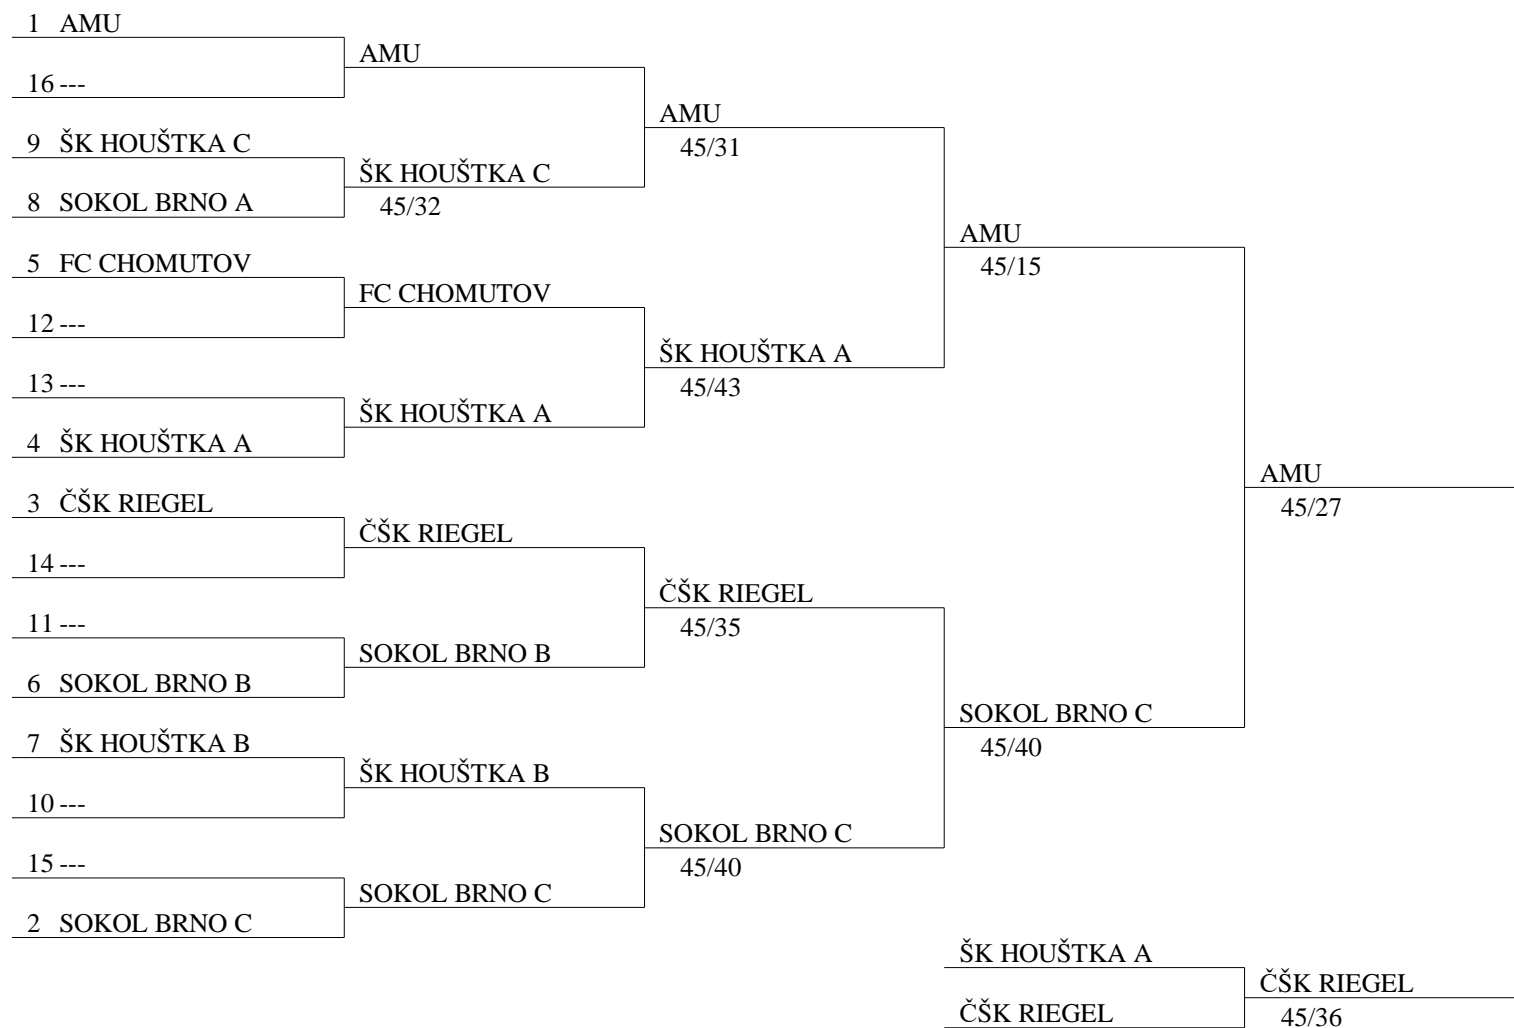 1 AMU
16 ---
9 ŠK HOUŠTKA C
8 SOKOL BRNO A
5 FC CHOMUTOV
12 ---
13 ---
4 ŠK HOUŠTKA A
3 ČŠK RIEGEL
14 ---
11 ---
6 SOKOL BRNO B
7 ŠK HOUŠTKA B
10 ---
15 ---
2 SOKOL BRNO C
AMU
ŠK HOUŠTKA C
45/32
FC CHOMUTOV
ŠK HOUŠTKA A
ČŠK RIEGEL
SOKOL BRNO B
ŠK HOUŠTKA B
SOKOL BRNO C
AMU
45/31
ŠK HOUŠTKA A
45/43
ČŠK RIEGEL
45/35
SOKOL BRNO C
45/40
AMU
45/15
SOKOL BRNO C
45/40
AMU
45/27
ŠK HOUŠTKA A
ČŠK RIEGEL
ČŠK RIEGEL
45/36